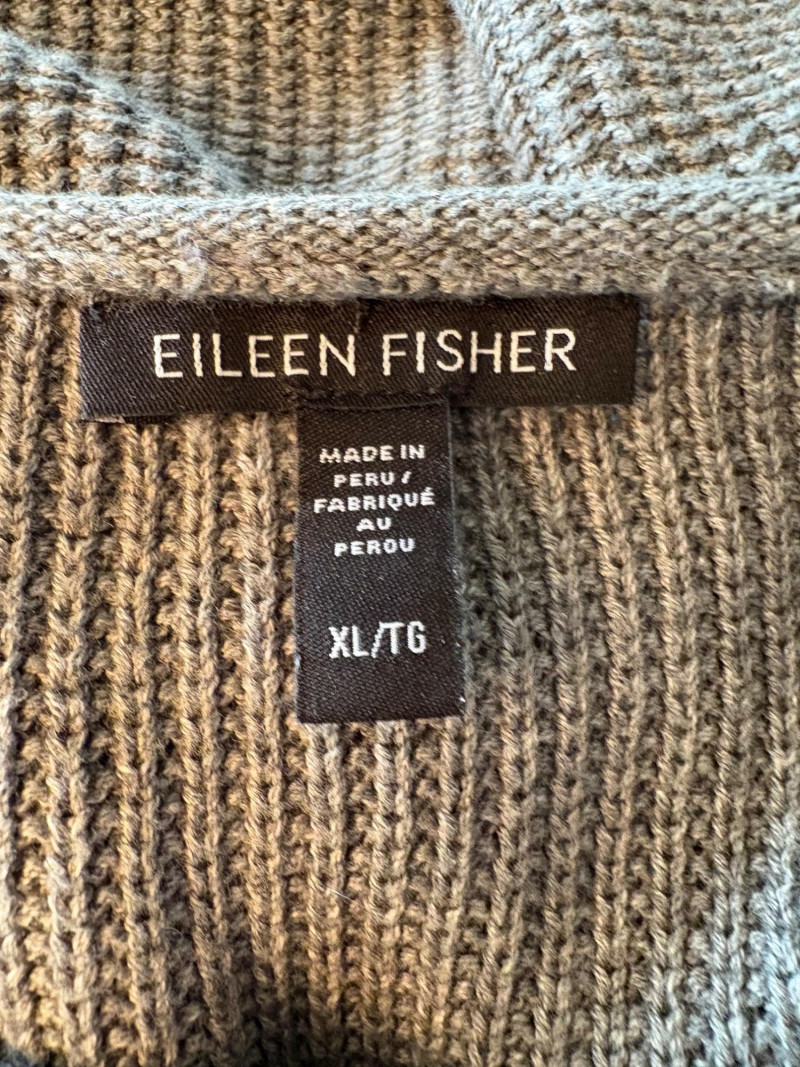 EILEEN FISHER
MADE IN
PERU /
FABRIQUÉ
AU
PEROU
XL/TG